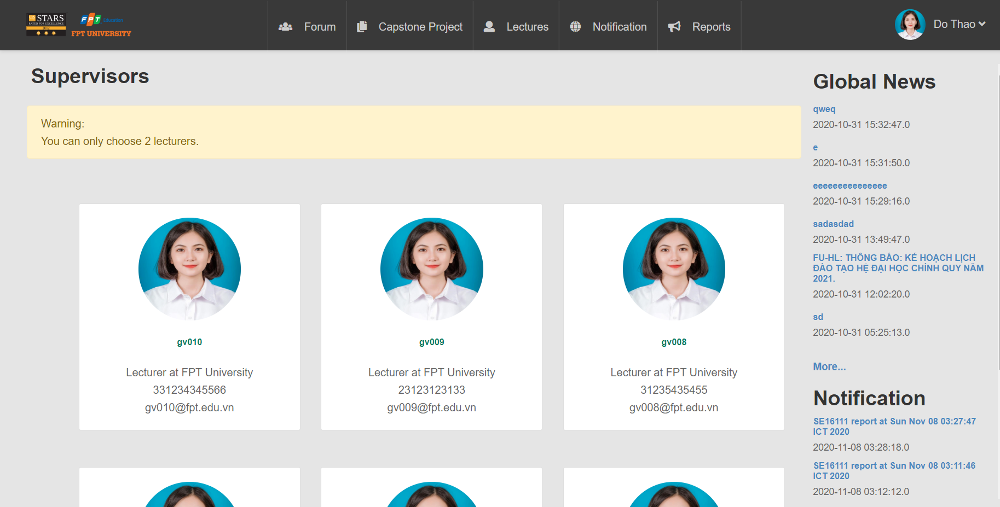 STARS
RATED FOR EXCELLENCE
2012
FPT Education
FPT UNIVERSITY
Forum
Capstone Project
Lectures
Notification
Reports
Do Thao
Supervisors
Warning:
You can only choose 2 lecturers.
gv010
Lecturer at FPT University
331234345566
gv010@fpt.edu.vn
gv009
Lecturer at FPT University
23123123133
gv009@fpt.edu.vn
gv008
Lecturer at FPT University
31235435455
gv008@fpt.edu.vn
Global News
qweq
2020-10-31 15:32:47.0
e
2020-10-31 15:31:50.0
eeeeeeeeeeeeeee
2020-10-31 15:29:16.0
sadasdad
2020-10-31 13:49:47.0
FU-HL: THÔNG BÁO: KẾ HOẠCH LỊCH
ĐÀO TẠO HỆ ĐẠI HỌC CHÍNH QUY NĂM
2021.
2020-10-31 12:02:20.0
sd
2020-10-31 05:25:13.0
More...
Notification
SE16111 report at Sun Nov 08 03:27:47
ICT 2020
2020-11-08 03:28:18.0
SE16111 report at Sun Nov 08 03:11:46
ICT 2020
2020-11-08 03:12:12.0